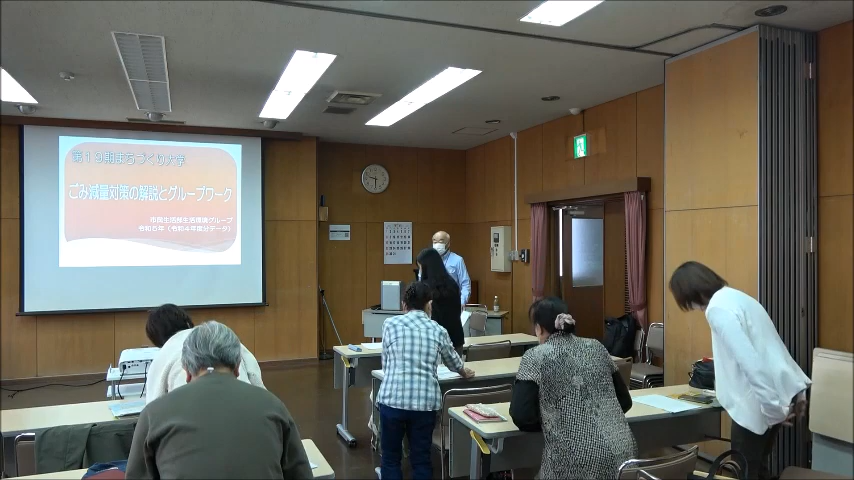 第19期まちづくり大学
ごみ減量対策の解説とグループワーク
市民生活部生活環境グループ
令和5年(令和4年度分データ)